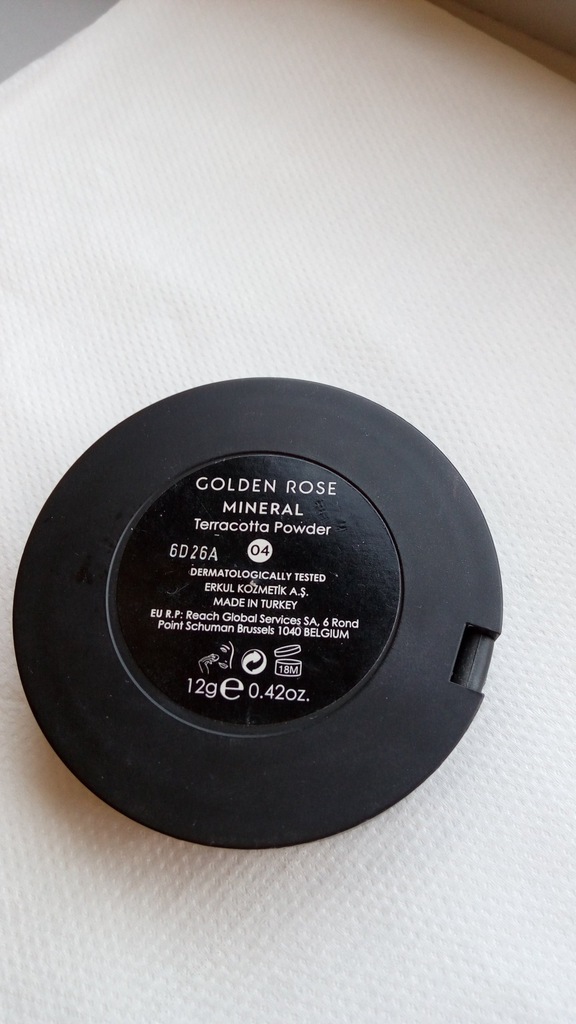 GOLDEN ROSE
MINERAL
Terracotta Powder
6D26A 04
DERMATOLOGICALLY TESTED
ERKUL KOZMETİK A.Ş.
MADE IN TURKEY
EU R.P: Reach Global Services SA, 6 Rond
Point Schuman Brussels 1040 BELGIUM
18M
12g e 0.42oz.